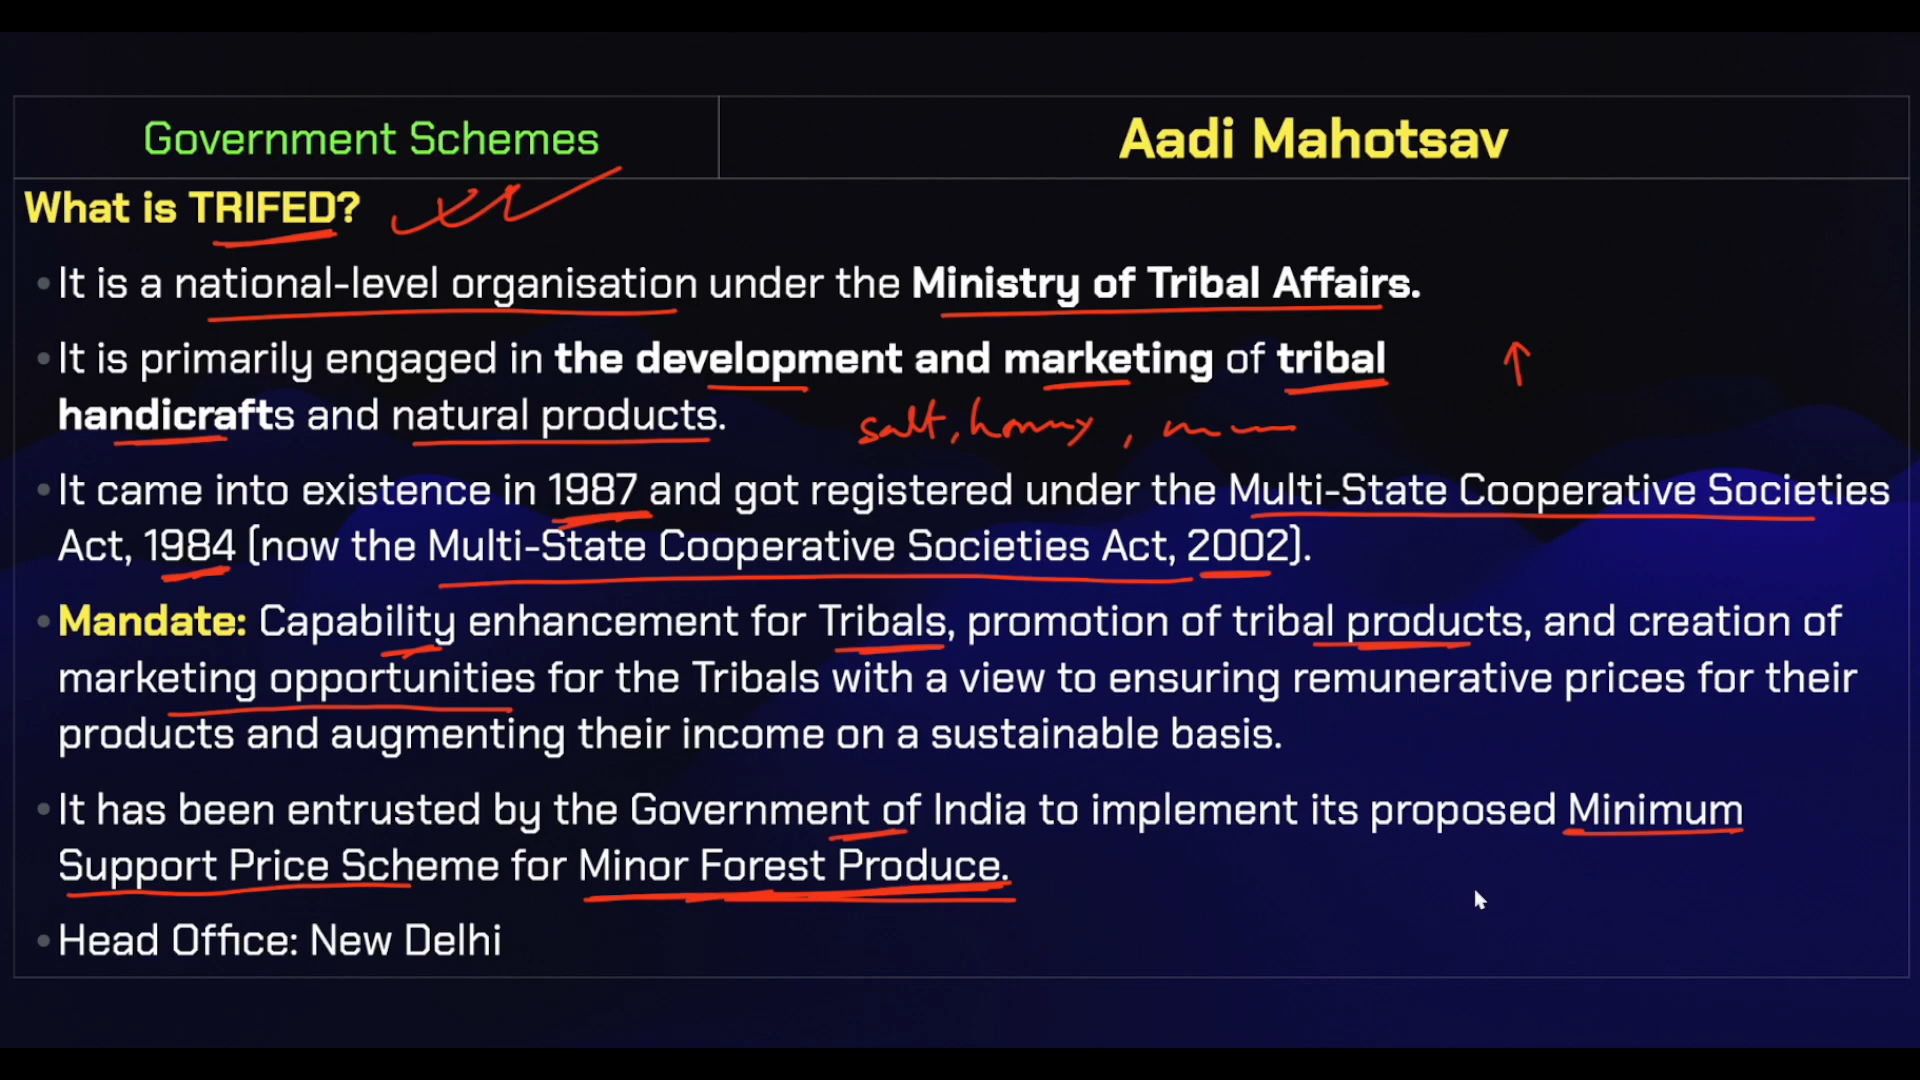 Government Schemes
Aadi Mahotsav
What is TRIFED?
• It is a national-level organisation under the Ministry of Tribal Affairs.
• It is primarily engaged in the development and marketing of tribal
handicrafts and natural products.
salt, honey,
• It came into existence in 1987 and got registered under the Multi-State Cooperative Societies
Act, 1984 (now the Multi-State Cooperative Societies Act, 2002).
• Mandate: Capability enhancement for Tribals, promotion of tribal products, and creation of
marketing opportunities for the Tribals with a view to ensuring remunerative prices for their
products and augmenting their income on a sustainable basis.
• It has been entrusted by the Government of India to implement its proposed Minimum
Support Price Scheme for Minor Forest Produce.
• Head Office: New Delhi